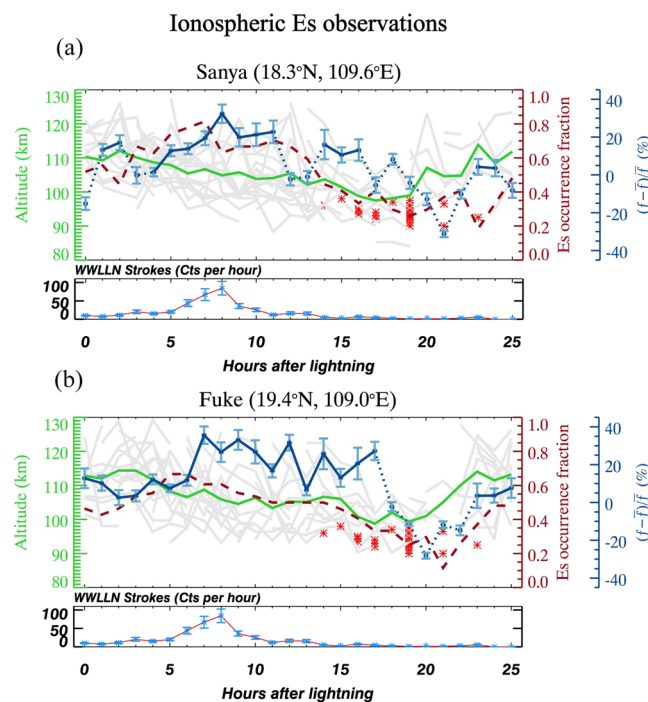 Ionospheric Es observations
(a)
Sanya (18.3°N, 109.6°E)
Altitude (km)
130
120
110
100
90
80
1.0
0.8
0.6
0.4
0.2
0.0
Es occurrence fraction
40
20
0
-20
-40
(f−f̄)/f̄ (%)
WWLLN Strokes (Cts per hour)
100
50
0
0 5 10 15 20 25
Hours after lightning
(b)
Fuke (19.4°N, 109.0°E)
Altitude (km)
130
120
110
100
90
80
1.0
0.8
0.6
0.4
0.2
0.0
Es occurrence fraction
40
20
0
-20
-40
(f−f̄)/f̄ (%)
WWLLN Strokes (Cts per hour)
100
50
0
0 5 10 15 20 25
Hours after lightning